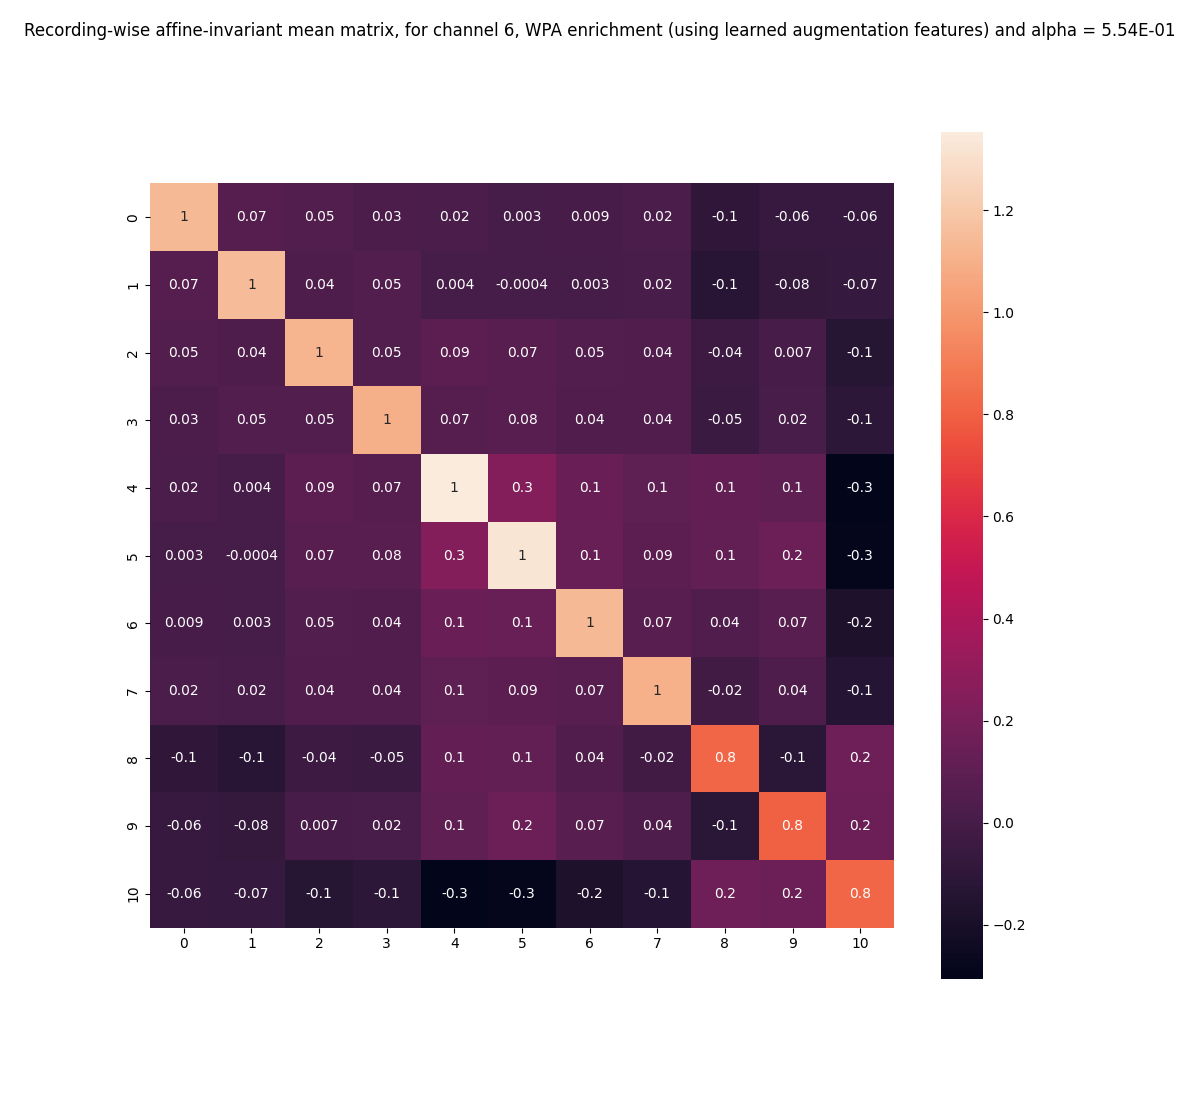 Recording-wise affine-invariant mean matrix, for channel 6, WPA enrichment (using learned augmentation features) and alpha = 5.54E-01
0 1 0.07 0.05 0.03 0.02 0.003 0.009 0.02 -0.1 -0.06 -0.06
1 0.07 1 0.04 0.05 0.004 -0.0004 0.003 0.02 -0.1 -0.08 -0.07
2 0.05 0.04 1 0.05 0.09 0.07 0.05 0.04 -0.04 0.007 -0.1
3 0.03 0.05 0.05 1 0.07 0.08 0.04 0.04 -0.05 0.02 -0.1
4 0.02 0.004 0.09 0.07 1 0.3 0.1 0.1 0.1 0.1 -0.3
5 0.003 -0.0004 0.07 0.08 0.3 1 0.1 0.09 0.1 0.2 -0.3
6 0.009 0.003 0.05 0.04 0.1 0.1 1 0.07 0.04 0.07 -0.2
7 0.02 0.02 0.04 0.04 0.1 0.09 0.07 1 -0.02 0.04 -0.1
8 -0.1 -0.1 -0.04 -0.05 0.1 0.1 0.04 -0.02 0.8 -0.1 0.2
9 -0.06 -0.08 0.007 0.02 0.1 0.2 0.07 0.04 -0.1 0.8 0.2
10 -0.06 -0.07 -0.1 -0.1 -0.3 -0.3 -0.2 -0.1 0.2 0.2 0.8
0 1 2 3 4 5 6 7 8 9 10
1.2
1.0
0.8
0.6
0.4
0.2
0.0
−0.2